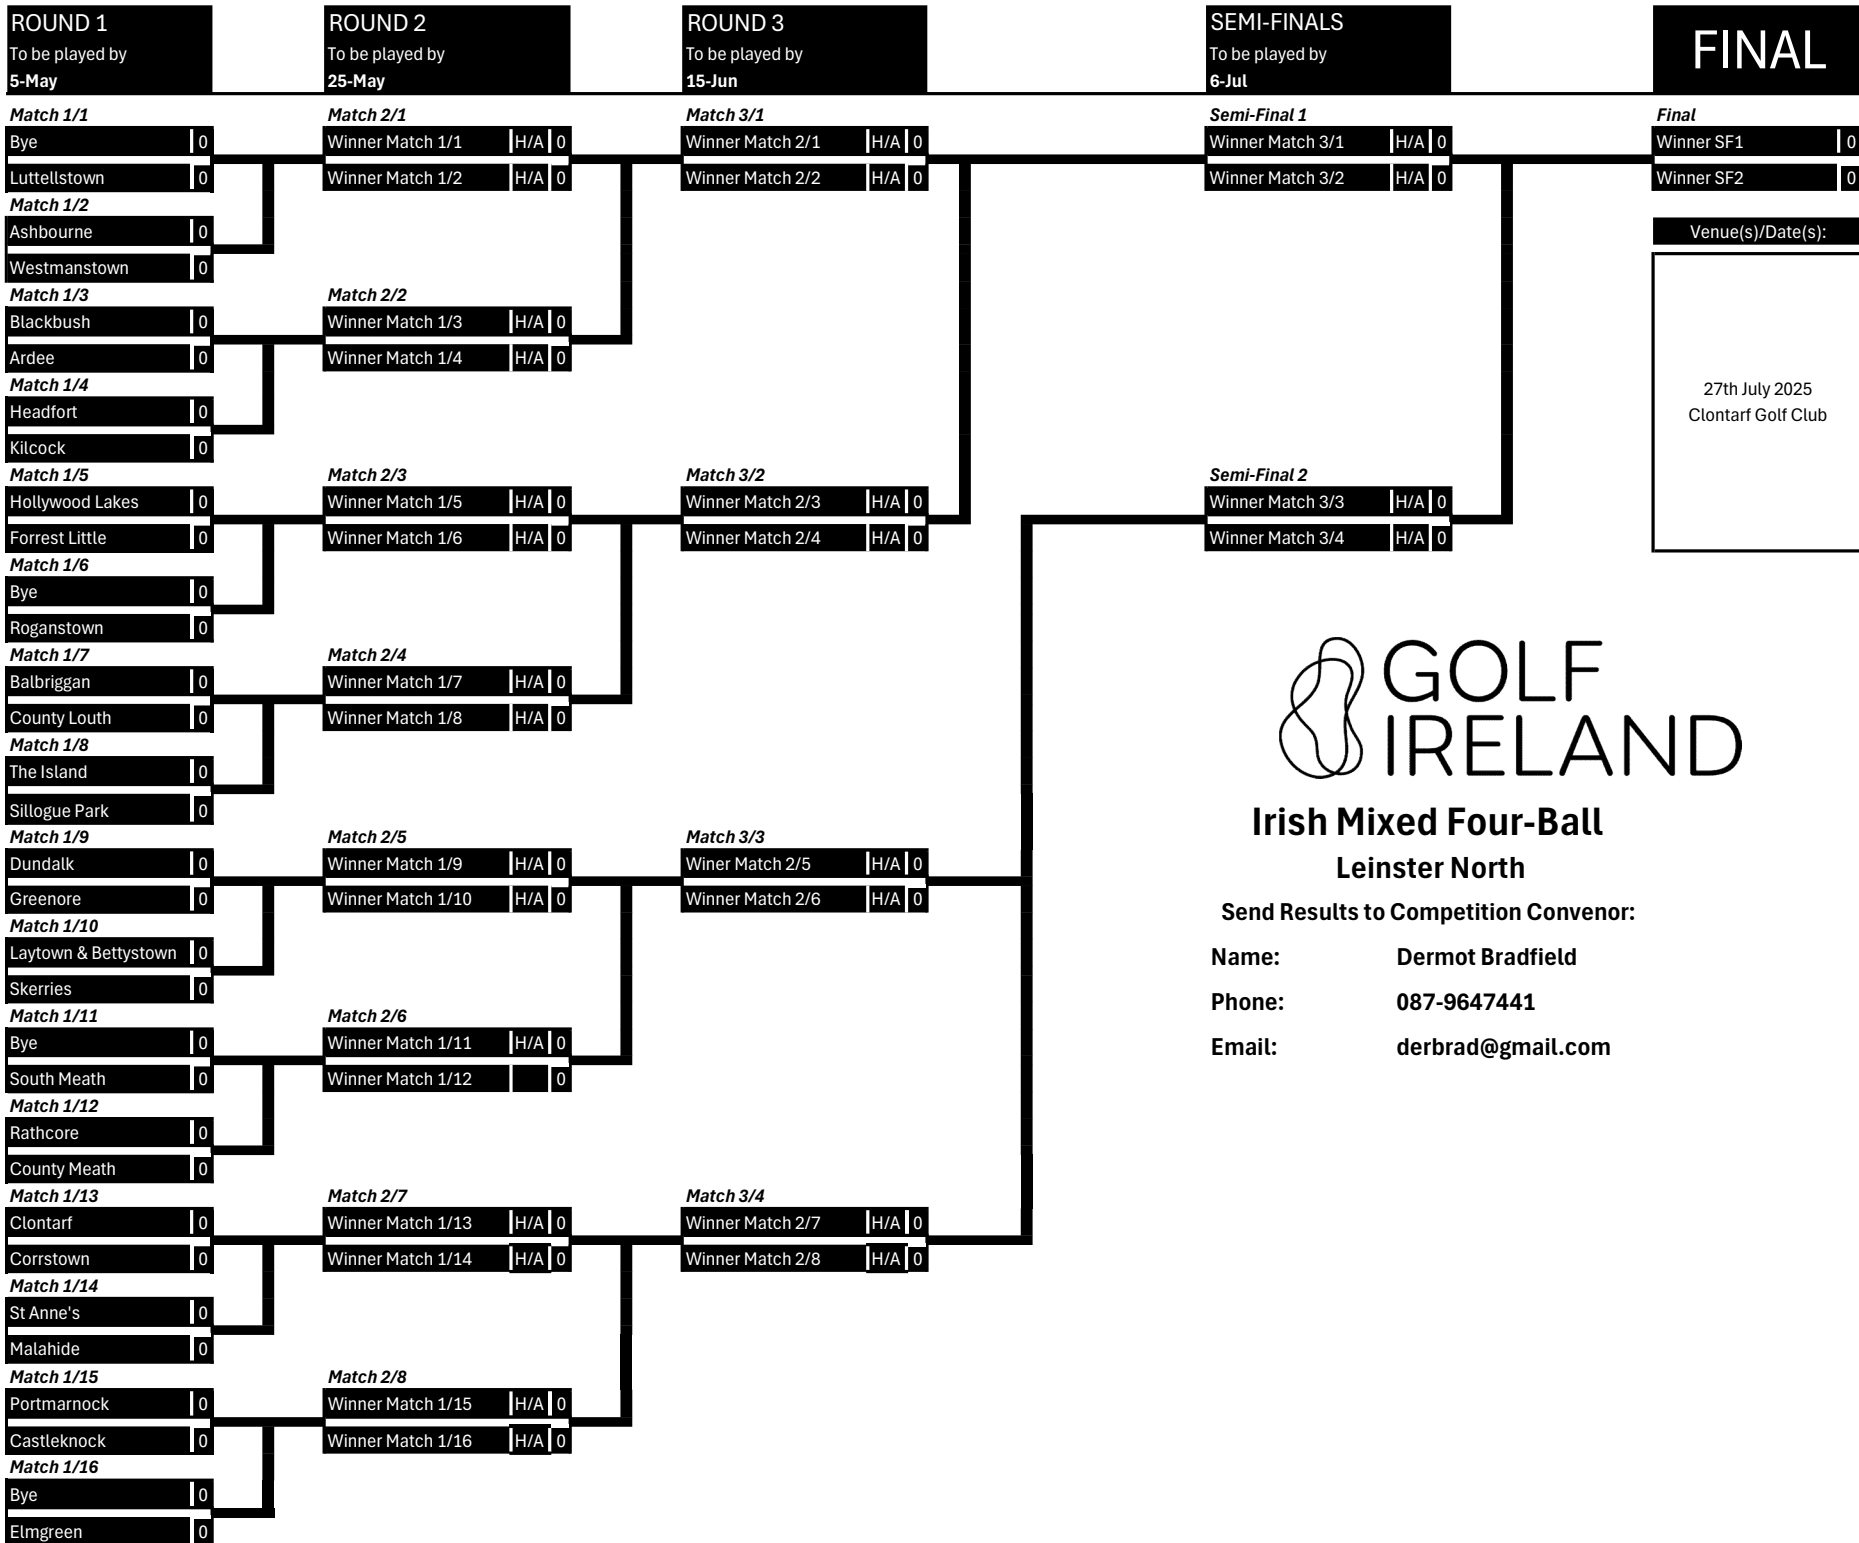 ROUND 1
To be played by
5-May
ROUND 2
To be played by
25-May
ROUND 3
To be played by
15-Jun
SEMI-FINALS
To be played by
6-Jul
FINAL
Match 1/1
Bye 0
Luttellstown 0
Match 1/2
Ashbourne 0
Westmanstown 0
Match 1/3
Blackbush 0
Ardee 0
Match 1/4
Headfort 0
Kilcock 0
Match 1/5
Hollywood Lakes 0
Forrest Little 0
Match 1/6
Bye 0
Roganstown 0
Match 1/7
Balbriggan 0
County Louth 0
Match 1/8
The Island 0
Sillogue Park 0
Match 1/9
Dundalk 0
Greenore 0
Match 1/10
Laytown & Bettystown 0
Skerries 0
Match 1/11
Bye 0
South Meath 0
Match 1/12
Rathcore 0
County Meath 0
Match 1/13
Clontarf 0
Corrstown 0
Match 1/14
St Anne's 0
Malahide 0
Match 1/15
Portmarnock 0
Castleknock 0
Match 1/16
Bye 0
Elmgreen 0
Match 2/1
Winner Match 1/1 H/A 0
Winner Match 1/2 H/A 0
Match 2/2
Winner Match 1/3 H/A 0
Winner Match 1/4 H/A 0
Match 2/3
Winner Match 1/5 H/A 0
Winner Match 1/6 H/A 0
Match 2/4
Winner Match 1/7 H/A 0
Winner Match 1/8 H/A 0
Match 2/5
Winner Match 1/9 H/A 0
Winner Match 1/10 H/A 0
Match 2/6
Winner Match 1/11 H/A 0
Winner Match 1/12 0
Match 2/7
Winner Match 1/13 H/A 0
Winner Match 1/14 H/A 0
Match 2/8
Winner Match 1/15 H/A 0
Winner Match 1/16 H/A 0
Match 3/1
Winner Match 2/1 H/A 0
Winner Match 2/2 H/A 0
Match 3/2
Winner Match 2/3 H/A 0
Winner Match 2/4 H/A 0
Match 3/3
Winer Match 2/5 H/A 0
Winner Match 2/6 H/A 0
Match 3/4
Winner Match 2/7 H/A 0
Winner Match 2/8 H/A 0
Semi-Final 1
Winner Match 3/1 H/A 0
Winner Match 3/2 H/A 0
Semi-Final 2
Winner Match 3/3 H/A 0
Winner Match 3/4 H/A 0
Final
Winner SF1 0
Winner SF2 0
Venue(s)/Date(s):
27th July 2025
Clontarf Golf Club
GOLF
IRELAND
Irish Mixed Four-Ball
Leinster North
Send Results to Competition Convenor:
Name: Dermot Bradfield
Phone: 087-9647441
Email: derbrad@gmail.com